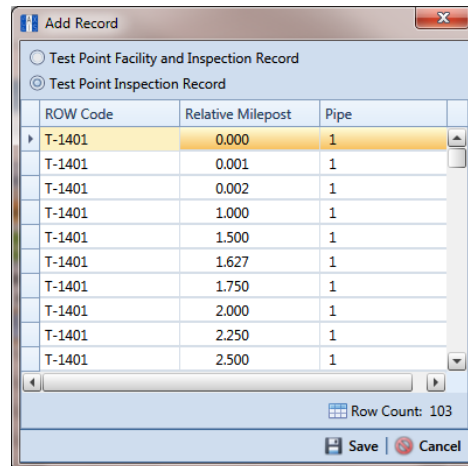 Add Record
Test Point Facility and Inspection Record
Test Point Inspection Record
ROW Code Relative Milepost Pipe
T-1401 0.000 1
T-1401 0.001 1
T-1401 0.002 1
T-1401 1.000 1
T-1401 1.500 1
T-1401 1.627 1
T-1401 1.750 1
T-1401 2.000 1
T-1401 2.250 1
T-1401 2.500 1
Row Count: 103
Save | Cancel